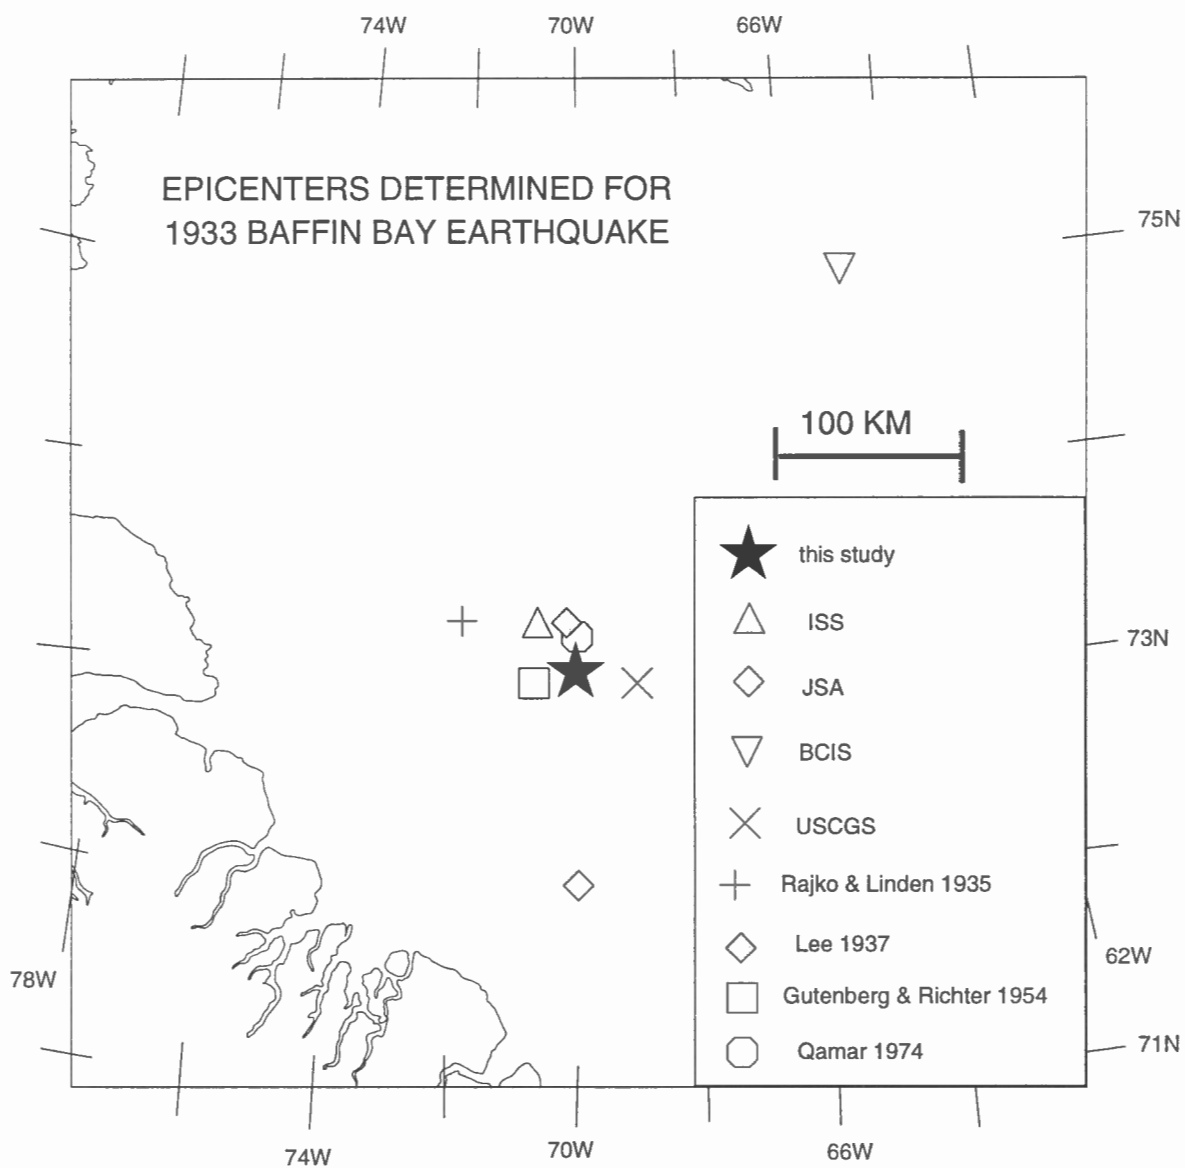 74W 70W 66W
EPICENTERS DETERMINED FOR
1933 BAFFIN BAY EARTHQUAKE
75N
100 KM
this study
ISS
73N
JSA
BCIS
USCGS
Rajko & Linden 1935
Lee 1937
62W
78W
Gutenberg & Richter 1954
Qamar 1974
71N
74W 70W 66W